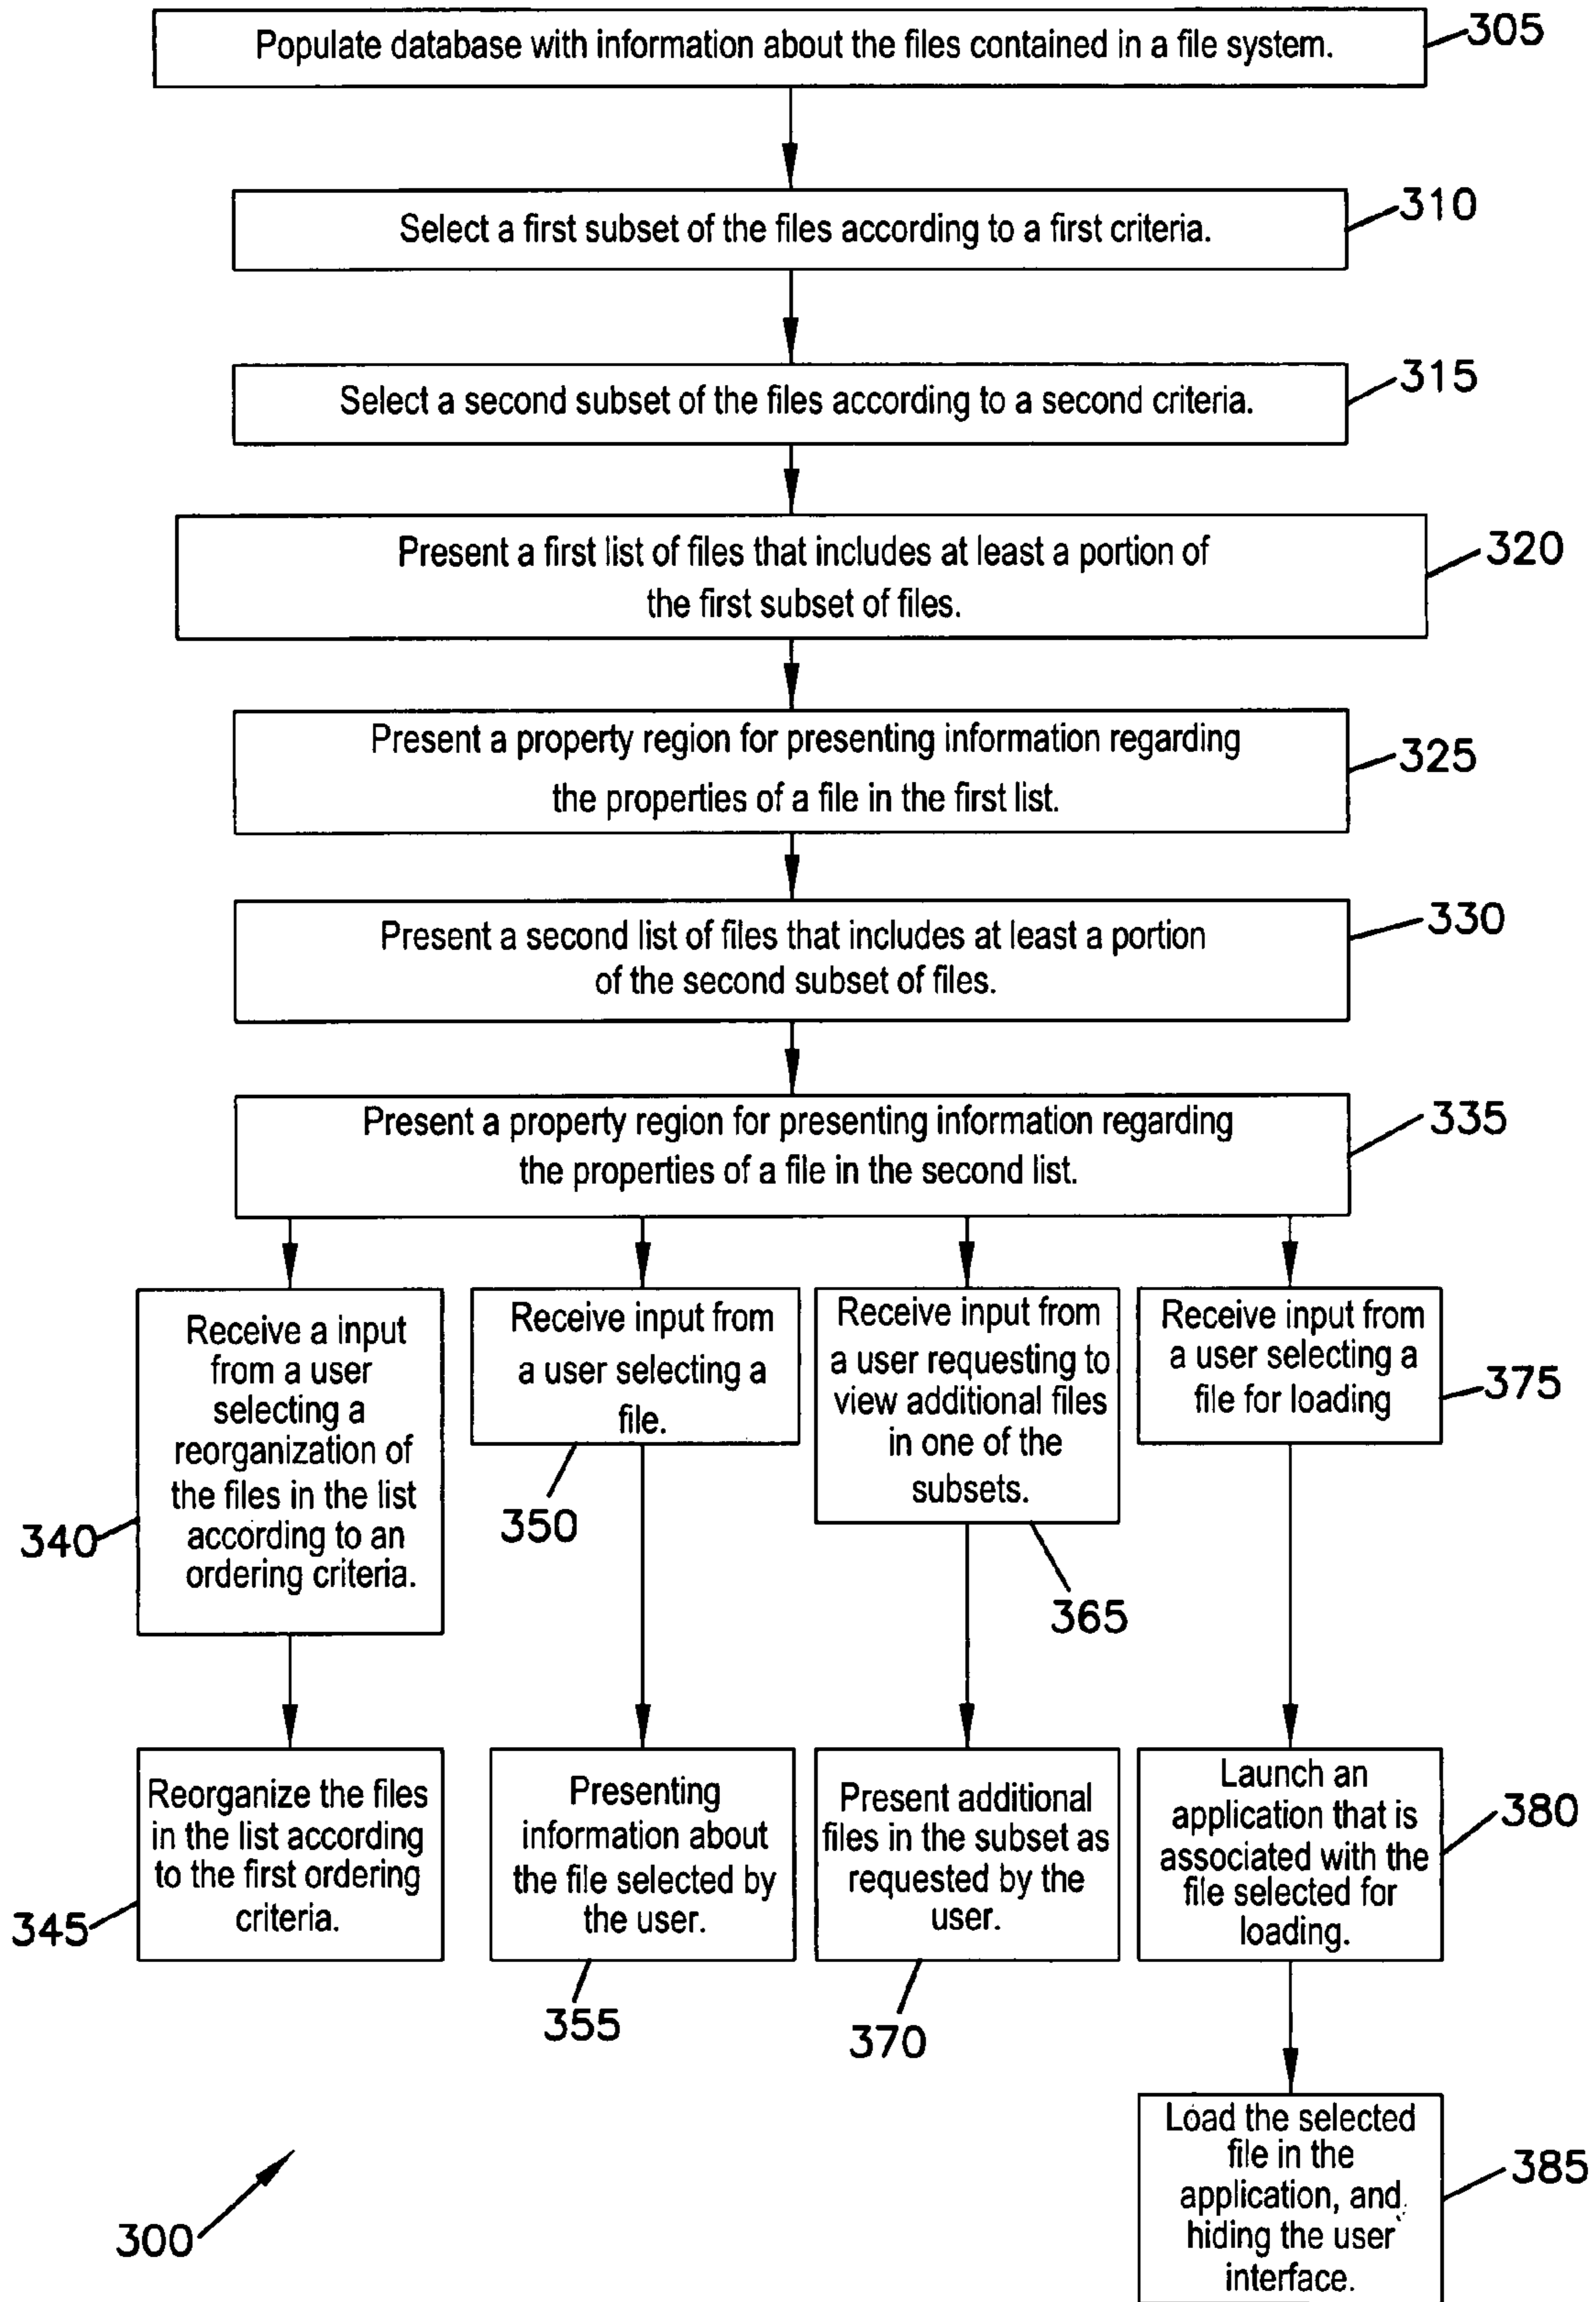 Populate database with information about the files contained in a file system.
305
Select a first subset of the files according to a first criteria.
310
Select a second subset of the files according to a second criteria.
315
Present a first list of files that includes at least a portion of
the first subset of files.
320
Present a property region for presenting information regarding
the properties of a file in the first list.
325
Present a second list of files that includes at least a portion
of the second subset of files.
330
Present a property region for presenting information regarding
the properties of a file in the second list.
335
Receive a input
from a user
selecting a
reorganization of
the files in the list
according to an
ordering criteria.
340
Receive input from
a user selecting a
file.
350
Receive input from
a user requesting to
view additional files
in one of the
subsets.
365
Receive input from
a user selecting a
file for loading
375
Reorganize the files
in the list according
to the first ordering
criteria.
345
Presenting
information about
the file selected by
the user.
355
Present additional
files in the subset as
requested by the
user.
370
Launch an
application that is
associated with the
file selected for
loading.
380
Load the selected
file in the
application, and
hiding the user
interface.
385
300